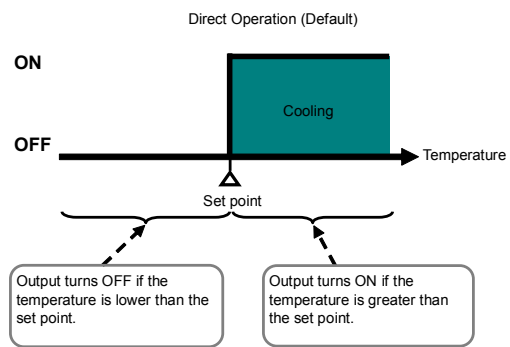 Direct Operation (Default)
ON
Cooling
OFF
Temperature
Set point
Output turns OFF if the
temperature is lower than the
set point.
Output turns ON if the
temperature is greater than
the set point.